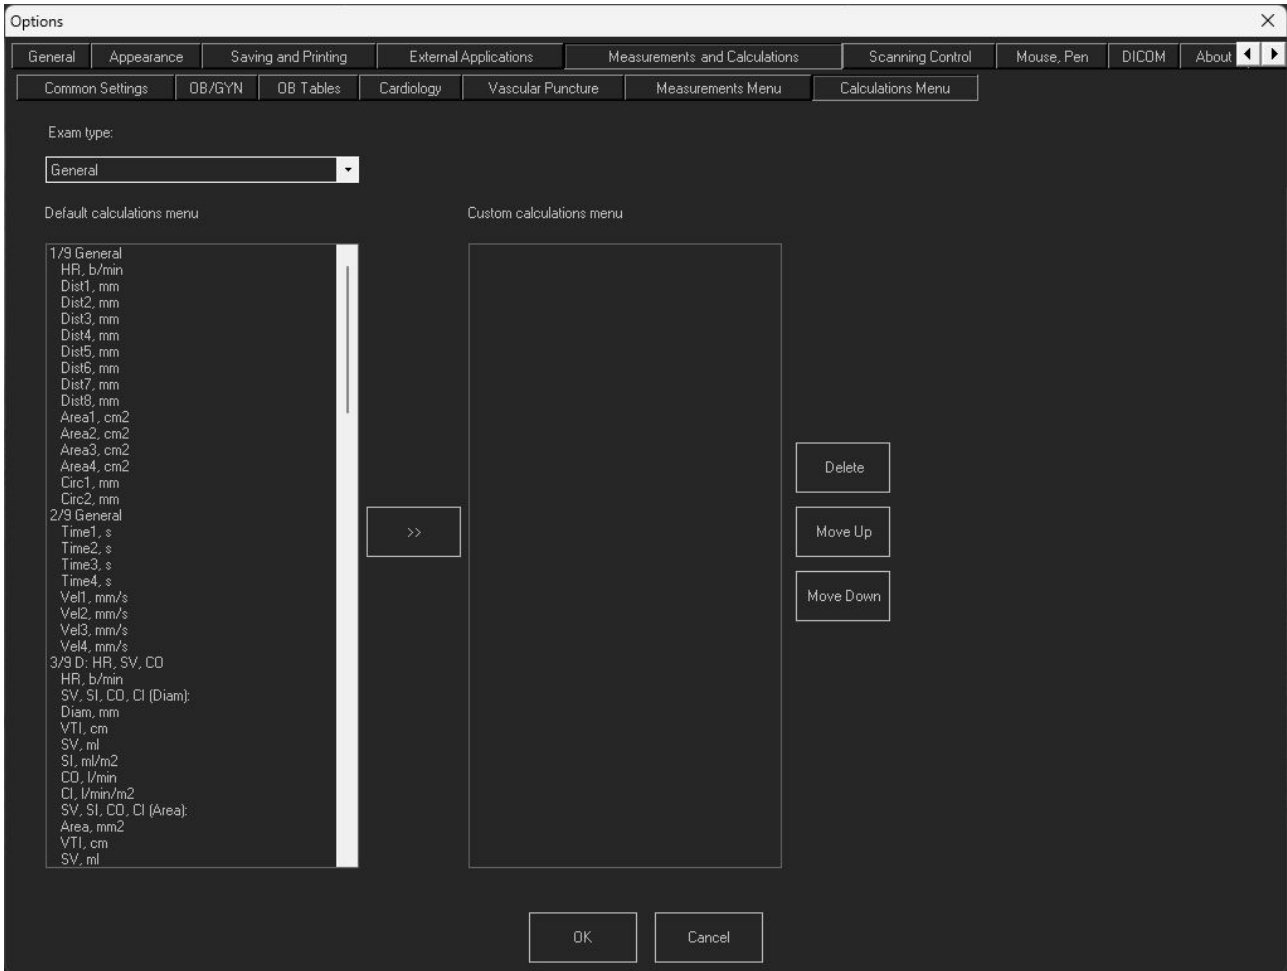 Options
General Appearance Saving and Printing External Applications Measurements and Calculations Scanning Control Mouse, Pen DICOM About
Common Settings OB/GYN OB Tables Cardiology Vascular Puncture Measurements Menu Calculations Menu
Exam type:
General
Default calculations menu
1/9 General
HR, b/min
Dist1, mm
Dist2, mm
Dist3, mm
Dist4, mm
Dist5, mm
Dist6, mm
Dist7, mm
Dist8, mm
Area1, cm2
Area2, cm2
Area3, cm2
Area4, cm2
Circ1, mm
Circ2, mm
2/9 General
Time1, s
Time2, s
Time3, s
Time4, s
Vel1, mm/s
Vel2, mm/s
Vel3, mm/s
Vel4, mm/s
3/9 D: HR, SV, CO
HR, b/min
SV, SI, CO, CI (Diam):
Diam, mm
VTI, cm
SV, ml
SI, ml/m2
CO, l/min
CI, l/min/m2
SV, SI, CO, CI (Area):
Area, mm2
VTI, cm
SV, ml
>>
Custom calculations menu
Delete
Move Up
Move Down
OK Cancel